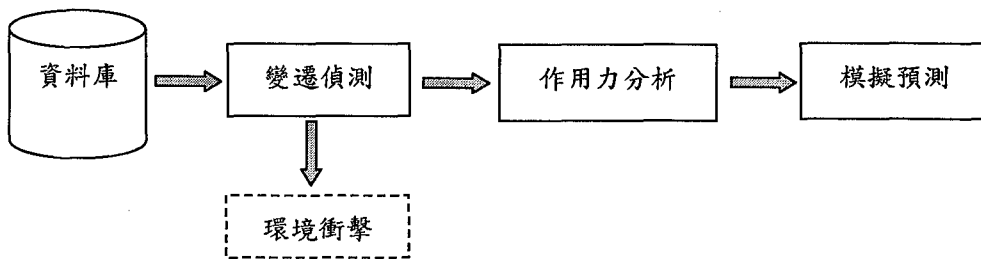 資料庫
變遷偵測
作用力分析
模擬預測
環境衝擊